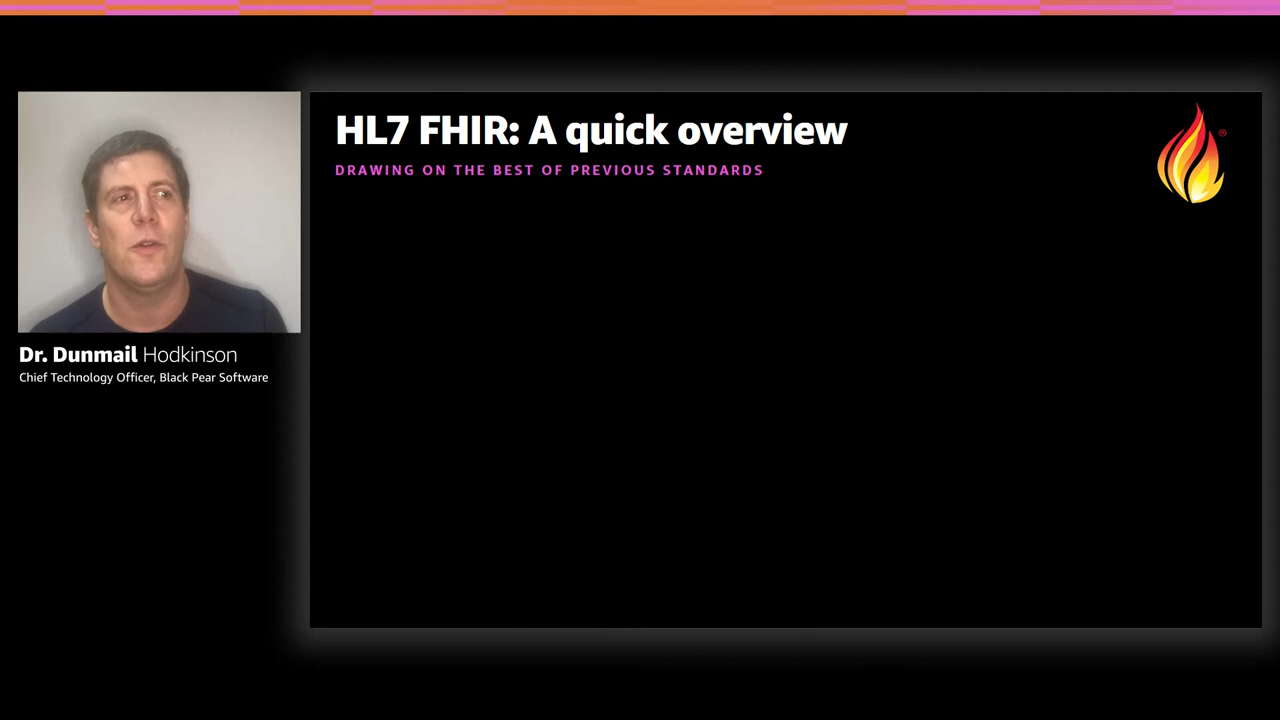 HL7 FHIR: A quick overview
DRAWING ON THE BEST OF PREVIOUS STANDARDS
®
Dr. Dunmail Hodkinson
Chief Technology Officer, Black Pear Software